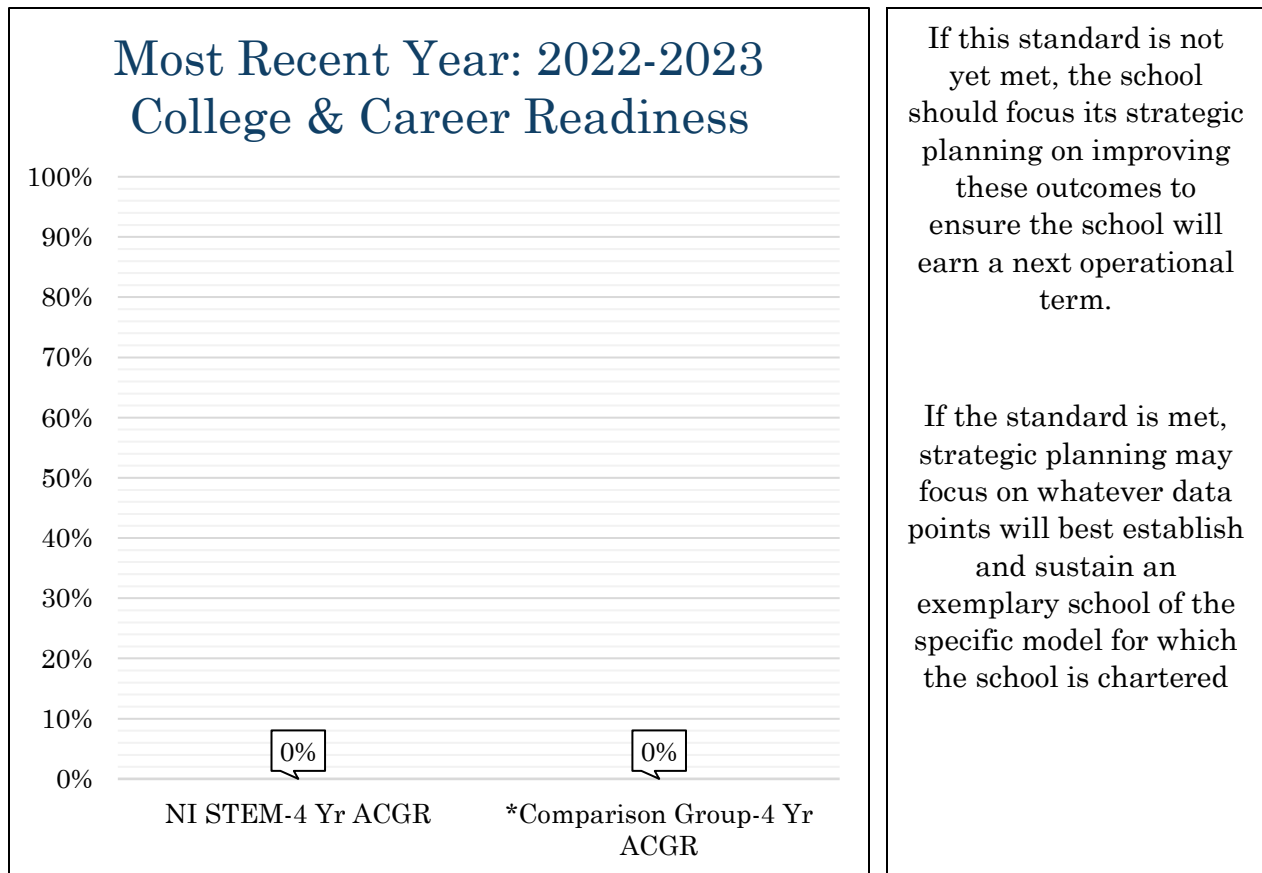 Most Recent Year: 2022-2023
College & Career Readiness
100%
90%
80%
70%
60%
50%
40%
30%
20%
10%
0%
0%
0%
NI STEM-4 Yr ACGR
*Comparison Group-4 Yr
ACGR
If this standard is not
yet met, the school
should focus its strategic
planning on improving
these outcomes to
ensure the school will
earn a next operational
term.
If the standard is met,
strategic planning may
focus on whatever data
points will best establish
and sustain an
exemplary school of the
specific model for which
the school is chartered